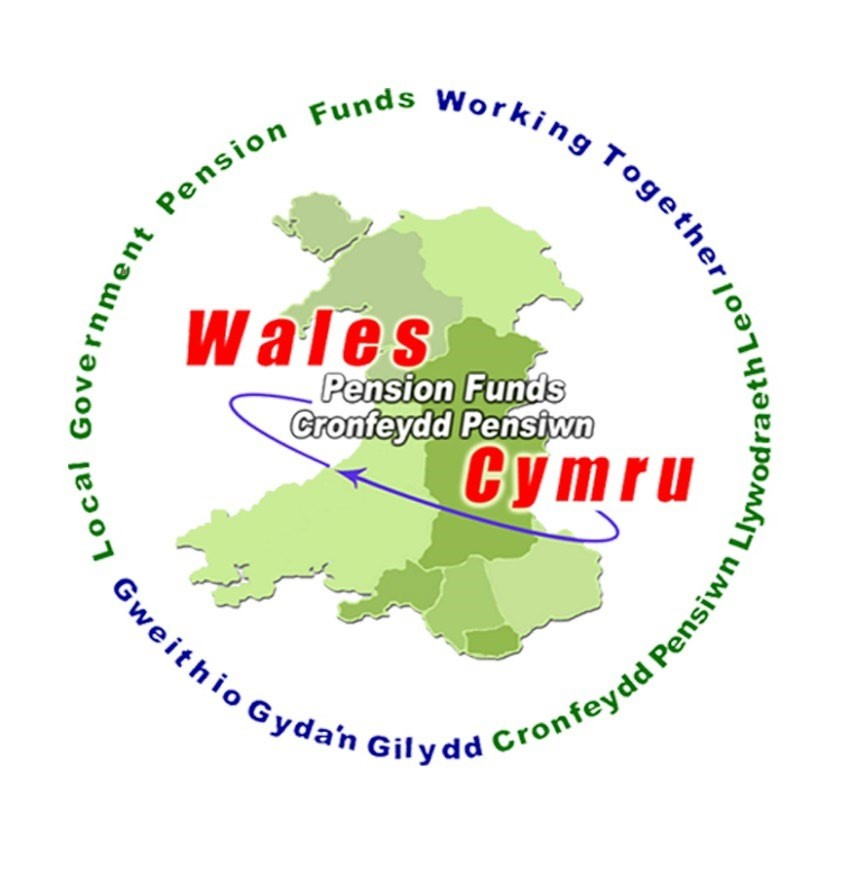 Local Government Pension Funds Working Together
Gweithio Gyda'n Gilydd Cronfeydd Pensiwn Llywodraeth Leol
Wales
Pension Funds
Cronfeydd Pensiwn
Cymru